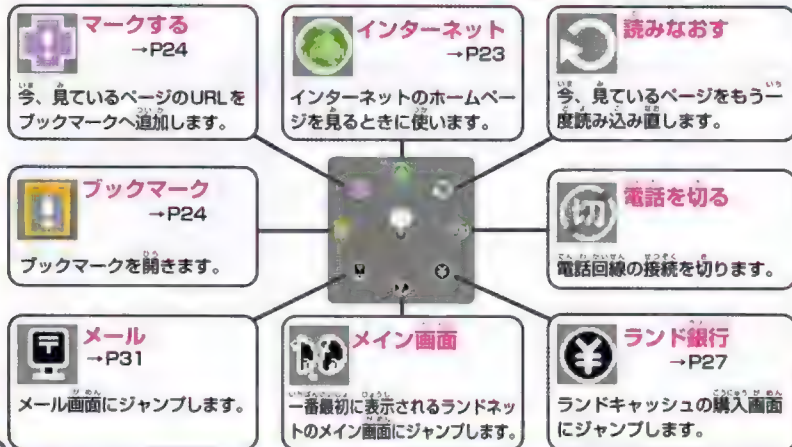 マークする
→P24
今、見ているページのURLを
ブックマークへ追加します。
インターネット
→P23
インターネットのホームペー
ジを見るときに使います。
読みなおす
今、見ているページをもう一
度読み込み直します。
ブックマーク
→P24
ブックマークを開きます。
切
電話を切る
電話回線の接続を切ります。
〒
メール
→P31
メール画面にジャンプします。
メイン画面
一番最初に表示されるランドネッ
トのメイン画面にジャンプします。
¥
ランド銀行
→P27
ランドキャッシュの購入画面
にジャンプします。